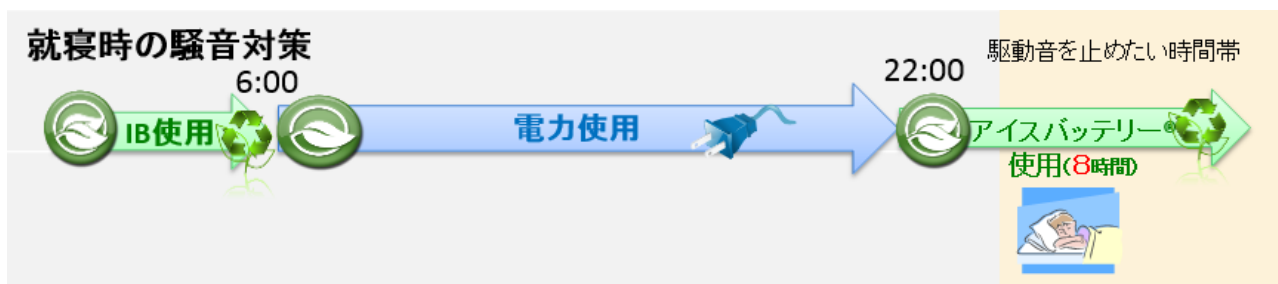 就寝時の騒音対策
駆動音を止めたい時間帯
6:00
22:00
IB使用
電力使用
アイスバッテリー®
使用(8時間)